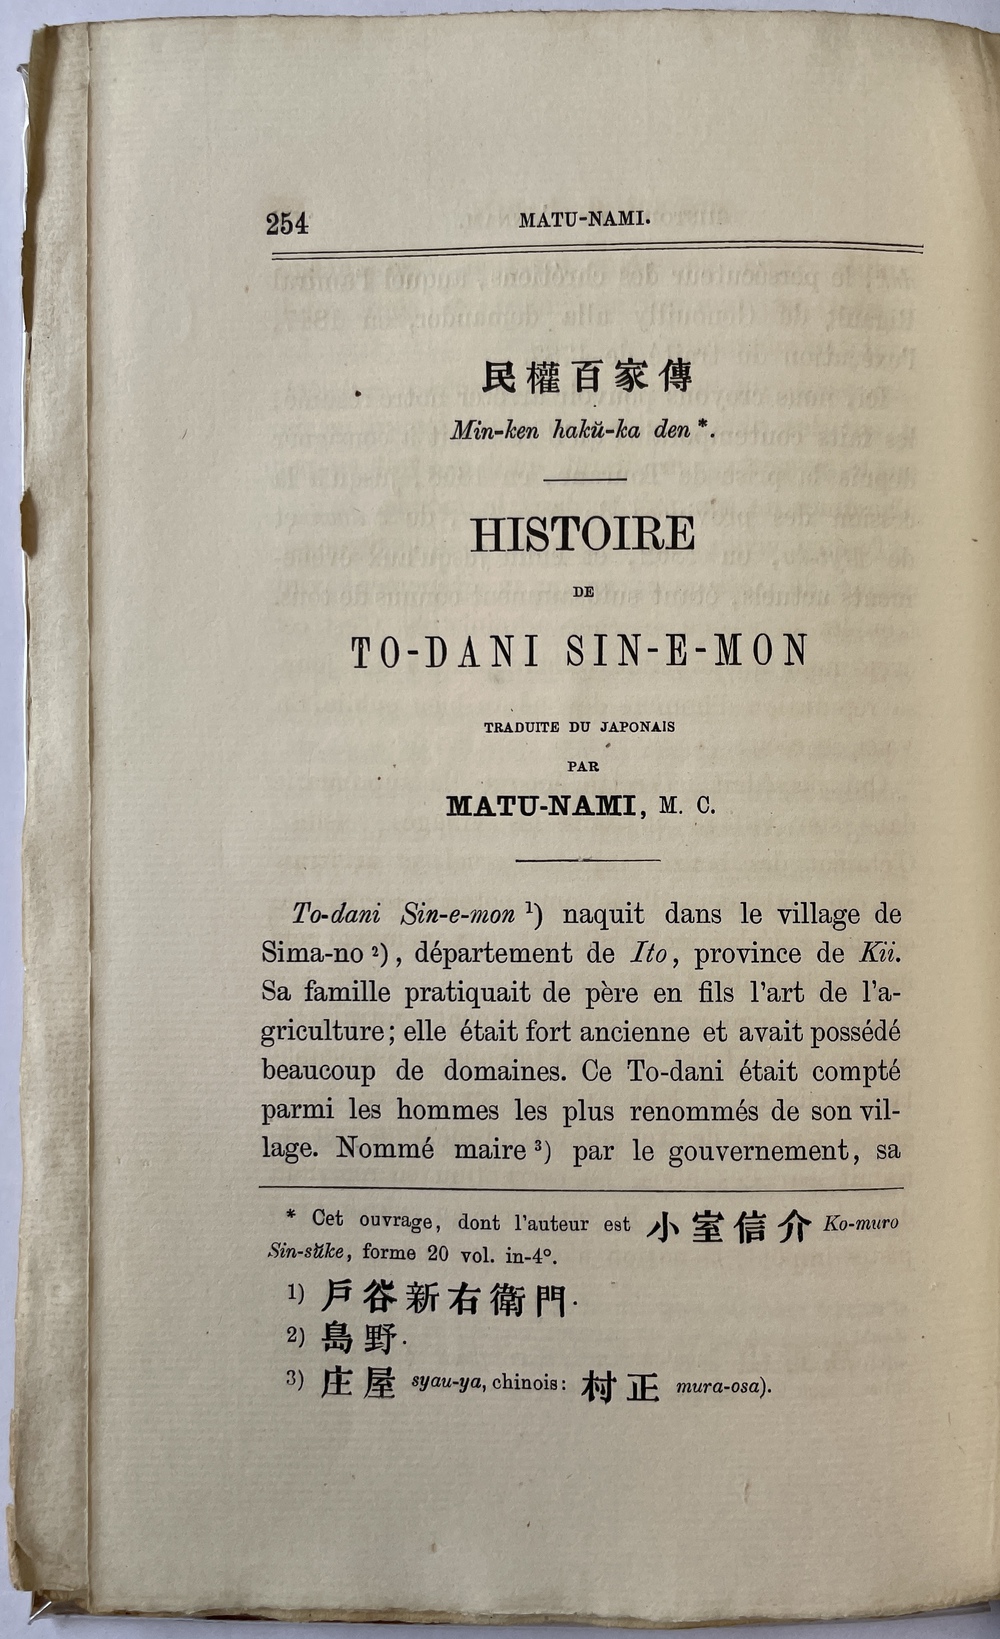 254 MATU-NAMI.
民權百家傳
Min-ken hakŭ-ka den *.
HISTOIRE
DE
TO-DANI SIN-E-MON
TRADUITE DU JAPONAIS
PAR
MATU-NAMI, M. C.
To-dani Sin-e-mon ¹) naquit dans le village de
Sima-no ²), département de Ito, province de Kii.
Sa famille pratiquait de père en fils l'art de l'a-
griculture; elle était fort ancienne et avait possédé
beaucoup de domaines. Ce To-dani était compté
parmi les hommes les plus renommés de son vil-
lage. Nommé maire ³) par le gouvernement, sa
* Cet ouvrage, dont l'auteur est 小室信介 Ko-muro
Sin-sŭke, forme 20 vol. in-4°.
1) 戶谷新右衛門.
2) 島野.
3) 庄屋 syau-ya, chinois: 村正 mura-osa).